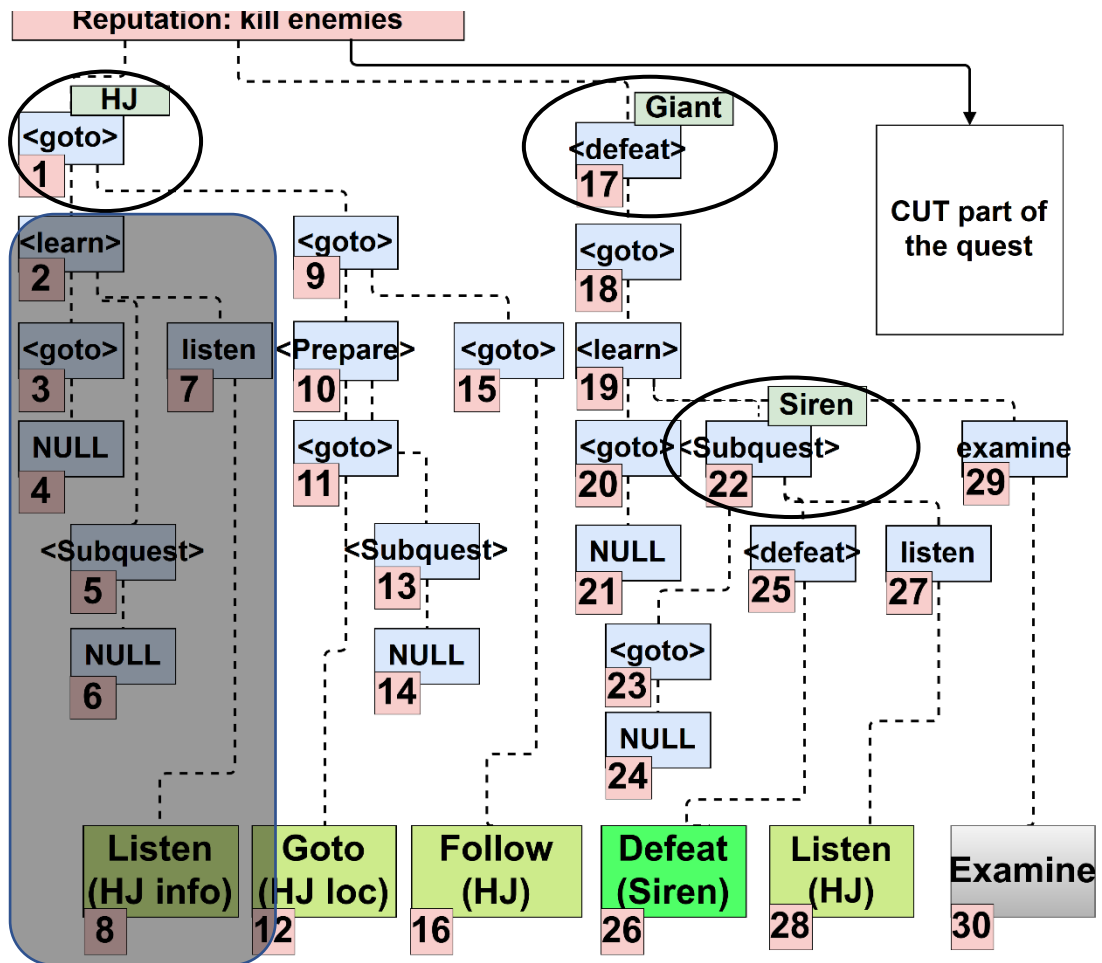 Reputation: kill enemies
HJ
<goto>
1
Giant
<defeat>
17
CUT part of
the quest
<learn>
2
<goto>
9
<goto>
18
<goto>
3
listen
7
<Prepare>
10
<goto>
15
<learn>
19
Siren
NULL
4
<goto>
11
<goto>
20
<Subquest>
22
examine
29
<Subquest>
5
<Subquest>
13
NULL
21
<defeat>
25
listen
27
NULL
6
NULL
14
<goto>
23
NULL
24
Listen
(HJ info)
8
Goto
(HJ loc)
12
Follow
(HJ)
16
Defeat
(Siren)
26
Listen
(HJ)
28
Examine
30